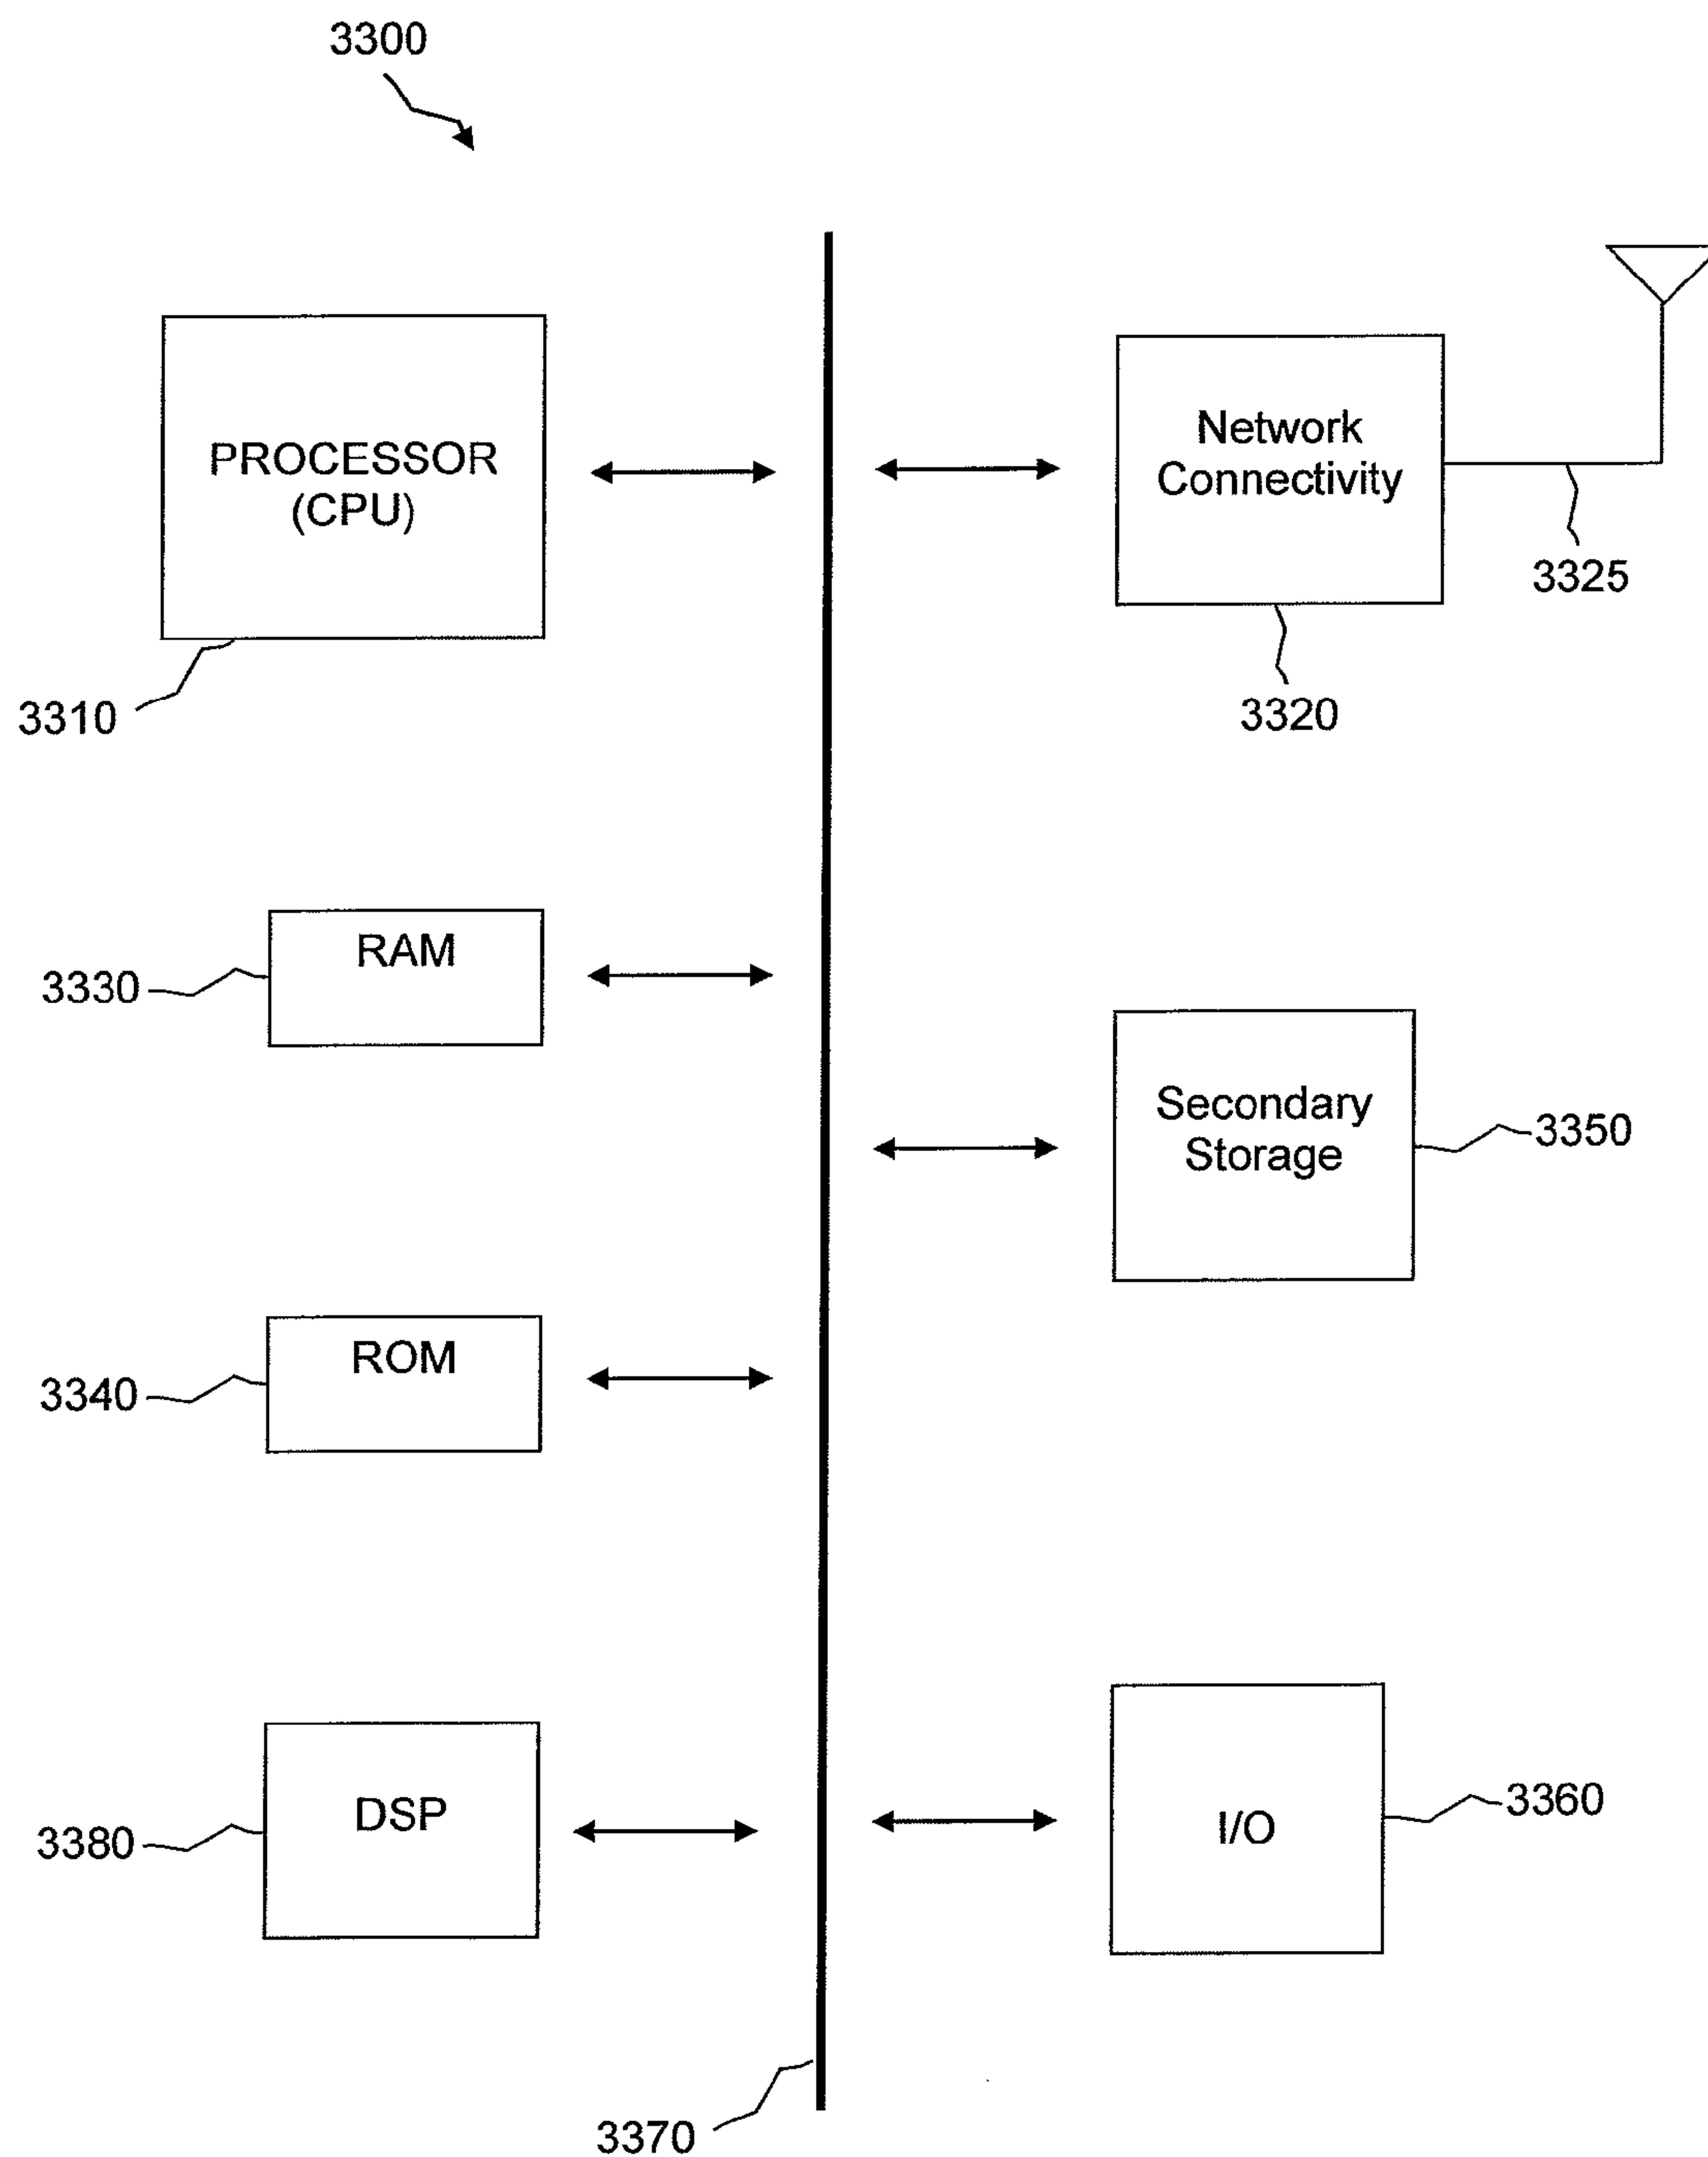 3300
PROCESSOR
(CPU)
3310
Network
Connectivity
3325
3320
RAM
3330
Secondary
Storage
3350
ROM
3340
DSP
3380
I/O
3360
3370